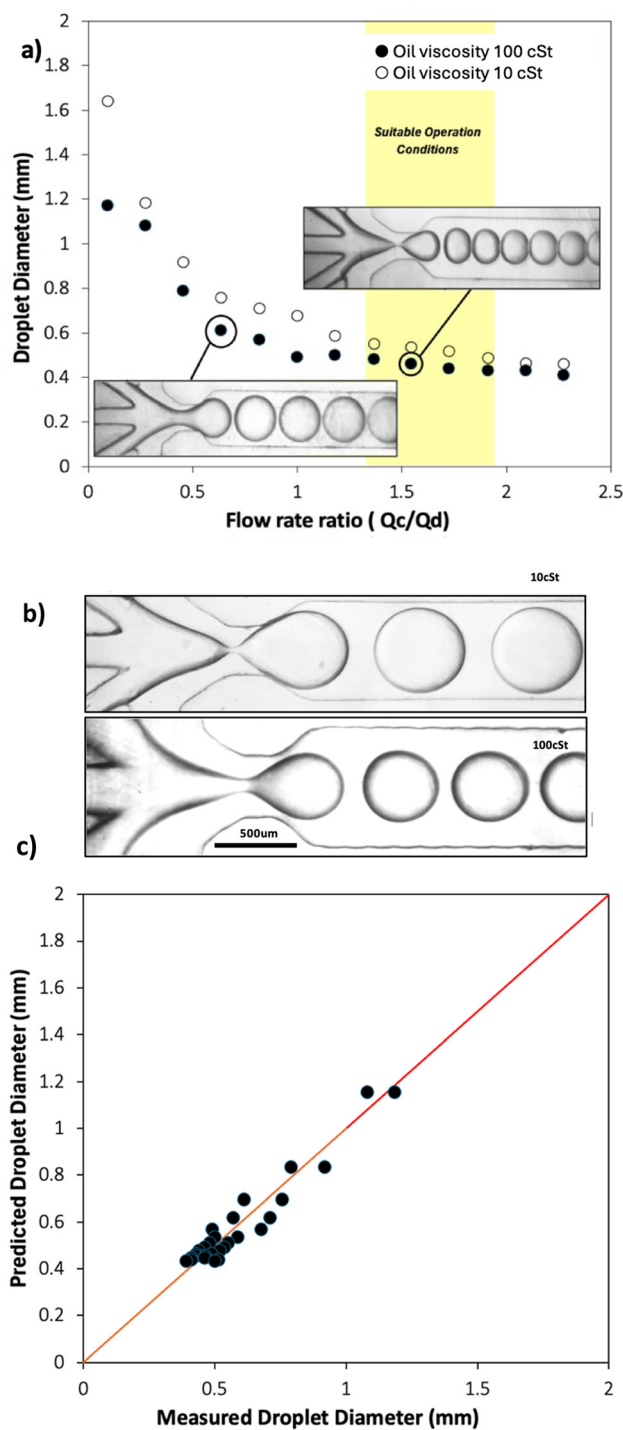 a)
Oil viscosity 100 cSt
Oil viscosity 10 cSt
Suitable Operation
Conditions
Droplet Diameter (mm)
2
1.8
1.6
1.4
1.2
1
0.8
0.6
0.4
0.2
0
0
0.5
1
1.5
2
2.5
Flow rate ratio ( Qc/Qd)
b)
10cSt
100cSt
500um
c)
Predicted Droplet Diameter (mm)
2
1.8
1.6
1.4
1.2
1
0.8
0.6
0.4
0.2
0
0
0.5
1
1.5
2
Measured Droplet Diameter (mm)